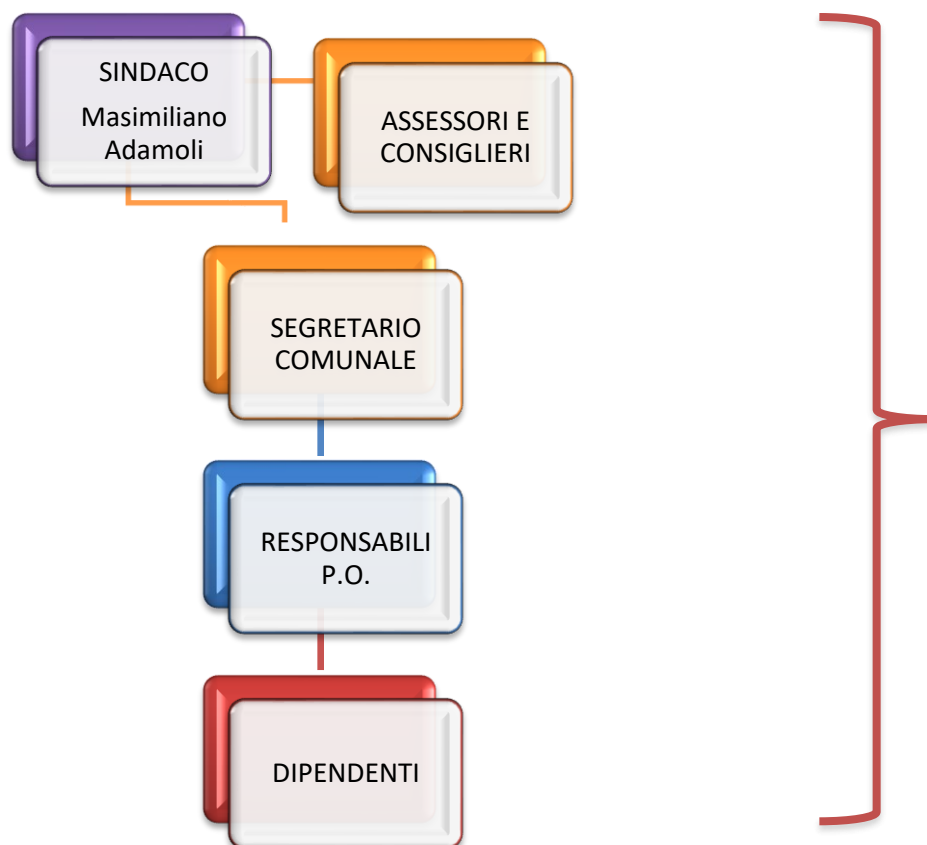 SINDACO
Masimiliano
Adamoli
ASSESSORI E
CONSIGLIERI
SEGRETARIO
COMUNALE
RESPONSABILI
P.O.
DIPENDENTI